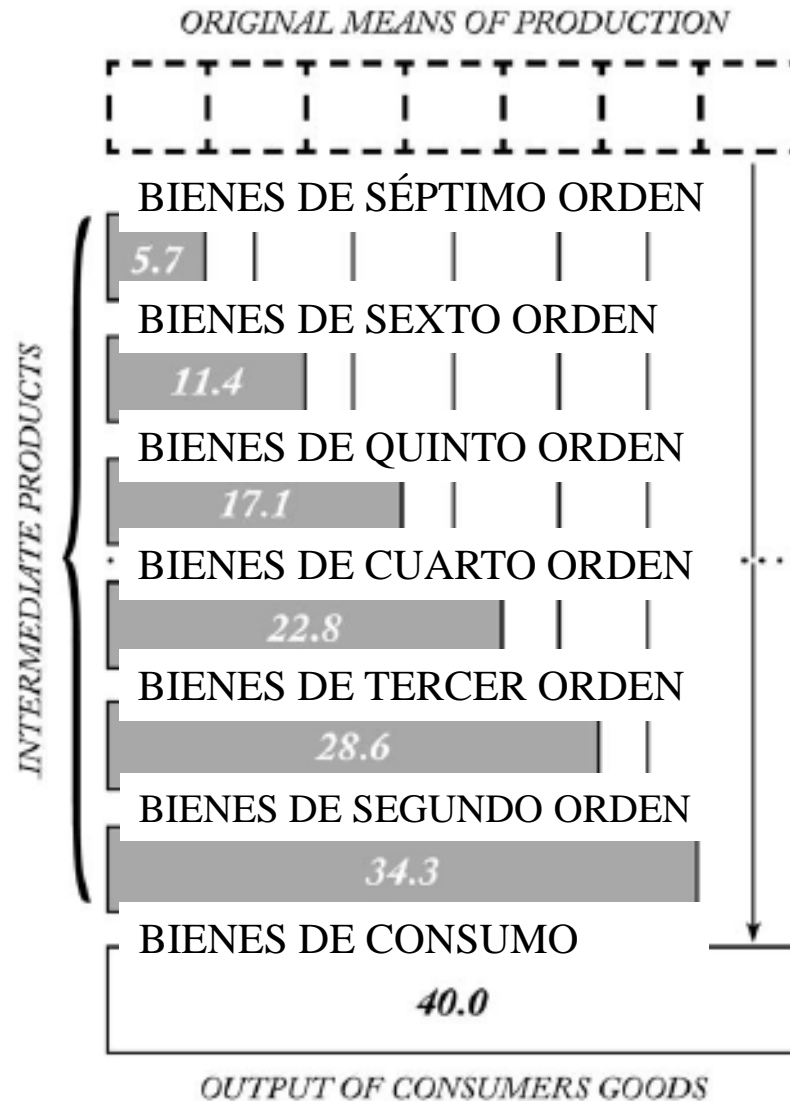 ORIGINAL MEANS OF PRODUCTION
BIENES DE SÉPTIMO ORDEN
5.7
BIENES DE SEXTO ORDEN
11.4
BIENES DE QUINTO ORDEN
17.1
INTERMEDIATE PRODUCTS
BIENES DE CUARTO ORDEN
22.8
BIENES DE TERCER ORDEN
28.6
BIENES DE SEGUNDO ORDEN
34.3
BIENES DE CONSUMO
40.0
OUTPUT OF CONSUMERS GOODS